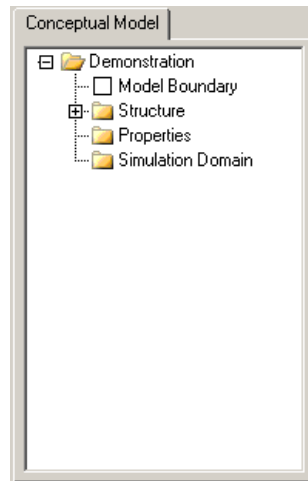 Conceptual Model
Demonstration
Model Boundary
Structure
Properties
Simulation Domain